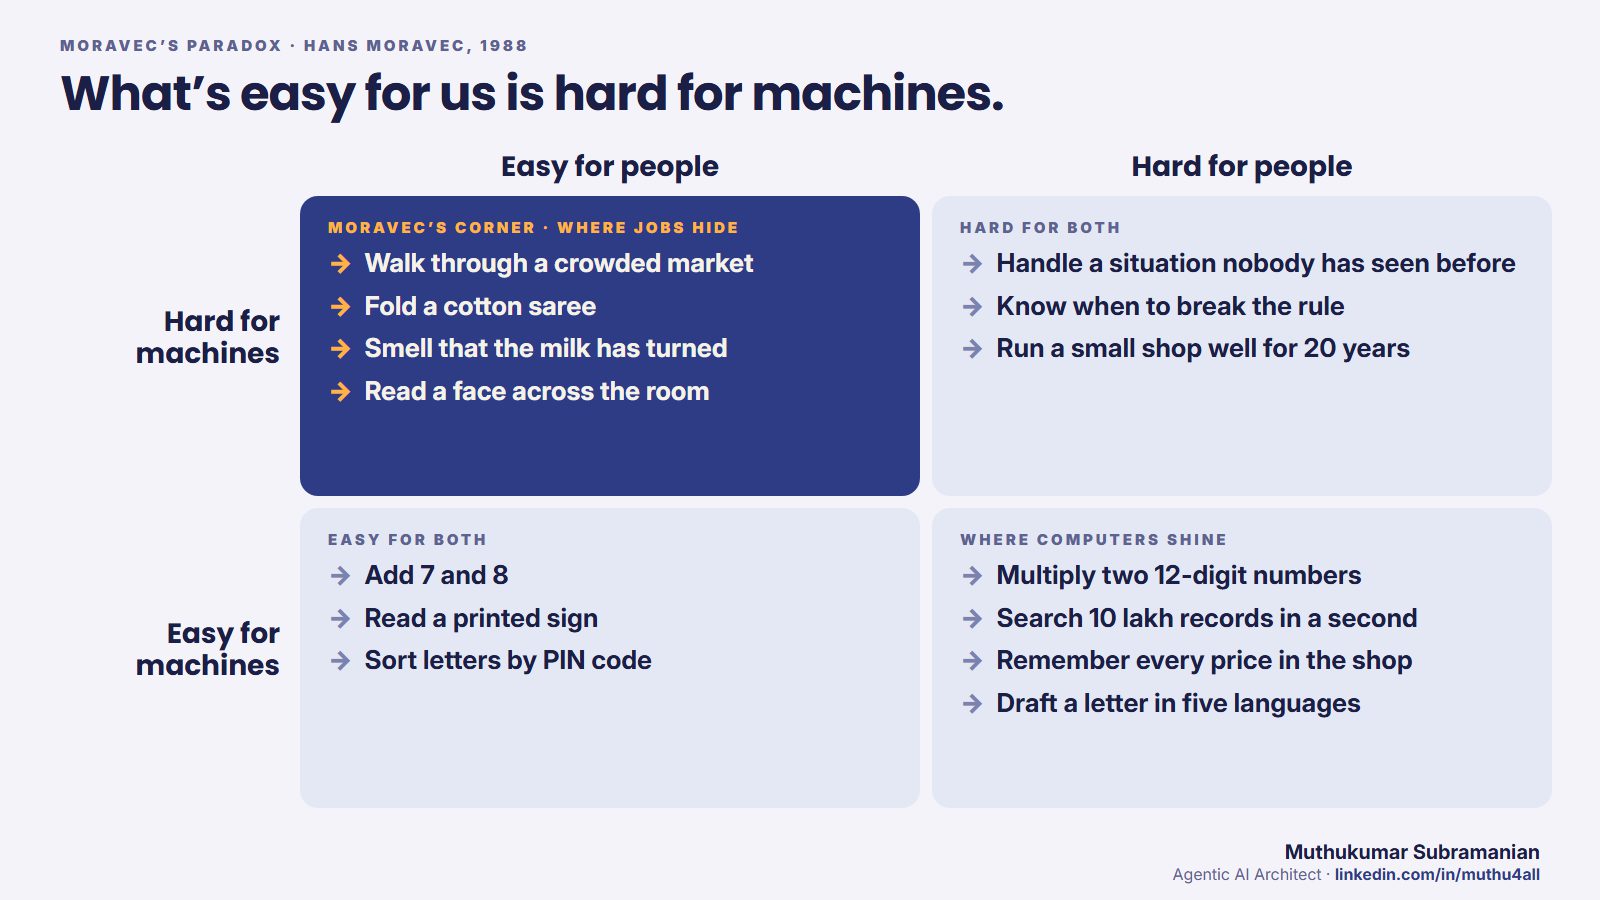 MORAVEC’S PARADOX · HANS MORAVEC, 1988
What’s easy for us is hard for machines.
Easy for people
Hard for people
Hard for
machines
MORAVEC’S CORNER · WHERE JOBS HIDE
→ Walk through a crowded market
→ Fold a cotton saree
→ Smell that the milk has turned
→ Read a face across the room
HARD FOR BOTH
→ Handle a situation nobody has seen before
→ Know when to break the rule
→ Run a small shop well for 20 years
Easy for
machines
EASY FOR BOTH
→ Add 7 and 8
→ Read a printed sign
→ Sort letters by PIN code
WHERE COMPUTERS SHINE
→ Multiply two 12-digit numbers
→ Search 10 lakh records in a second
→ Remember every price in the shop
→ Draft a letter in five languages
Muthukumar Subramanian
Agentic AI Architect · linkedin.com/in/muthu4all